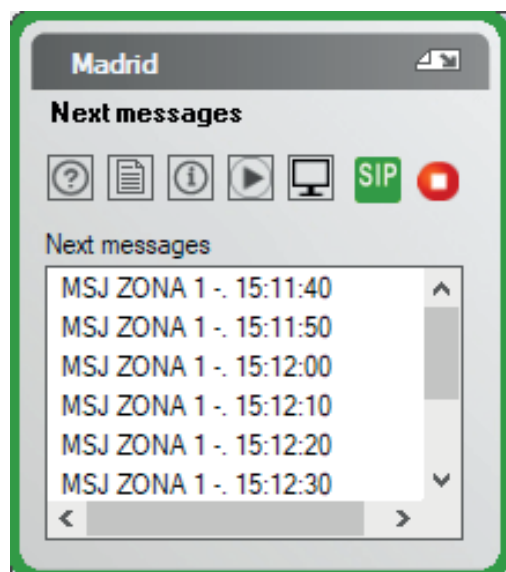 Madrid
Next messages
SIP
Next messages
MSJ ZONA 1 -. 15:11:40
MSJ ZONA 1 -. 15:11:50
MSJ ZONA 1 -. 15:12:00
MSJ ZONA 1 -. 15:12:10
MSJ ZONA 1 -. 15:12:20
MSJ ZONA 1 -. 15:12:30